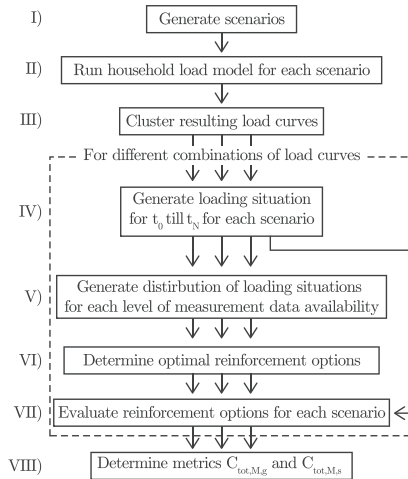 I) Generate scenarios
II) Run household load model for each scenario
III) Cluster resulting load curves
For different combinations of load curves
IV) Generate loading situation
for t0 till tN for each scenario
V) Generate distirbution of loading situations
for each level of measurement data availability
VI) Determine optimal reinforcement options
VII) Evaluate reinforcement options for each scenario
VIII) Determine metrics Ctot,M,g and Ctot,M,s